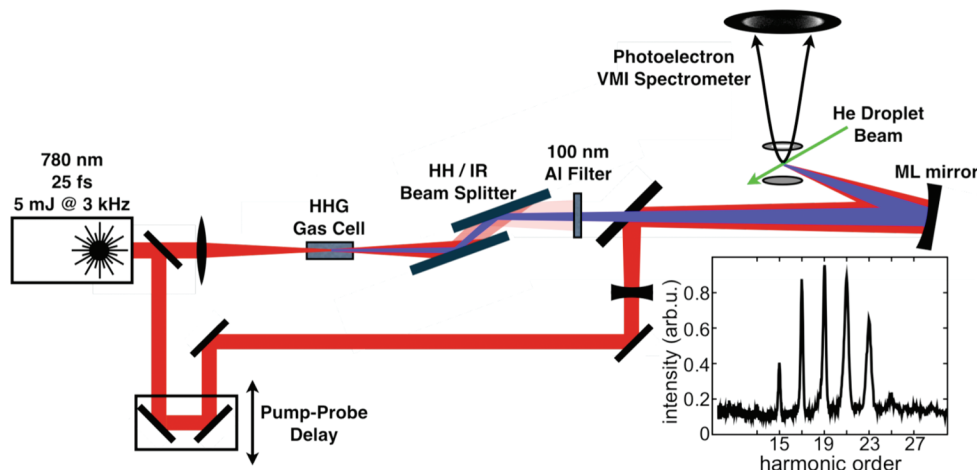 780 nm
25 fs
5 mJ @ 3 kHz
HHG
Gas Cell
HH / IR
Beam Splitter
100 nm
Al Filter
Photoelectron
VMI Spectrometer
He Droplet
Beam
ML mirror
Pump-Probe
Delay
intensity (arb.u.)
0.8
0.6
0.4
0.2
0
15 19 21 23 27
harmonic order